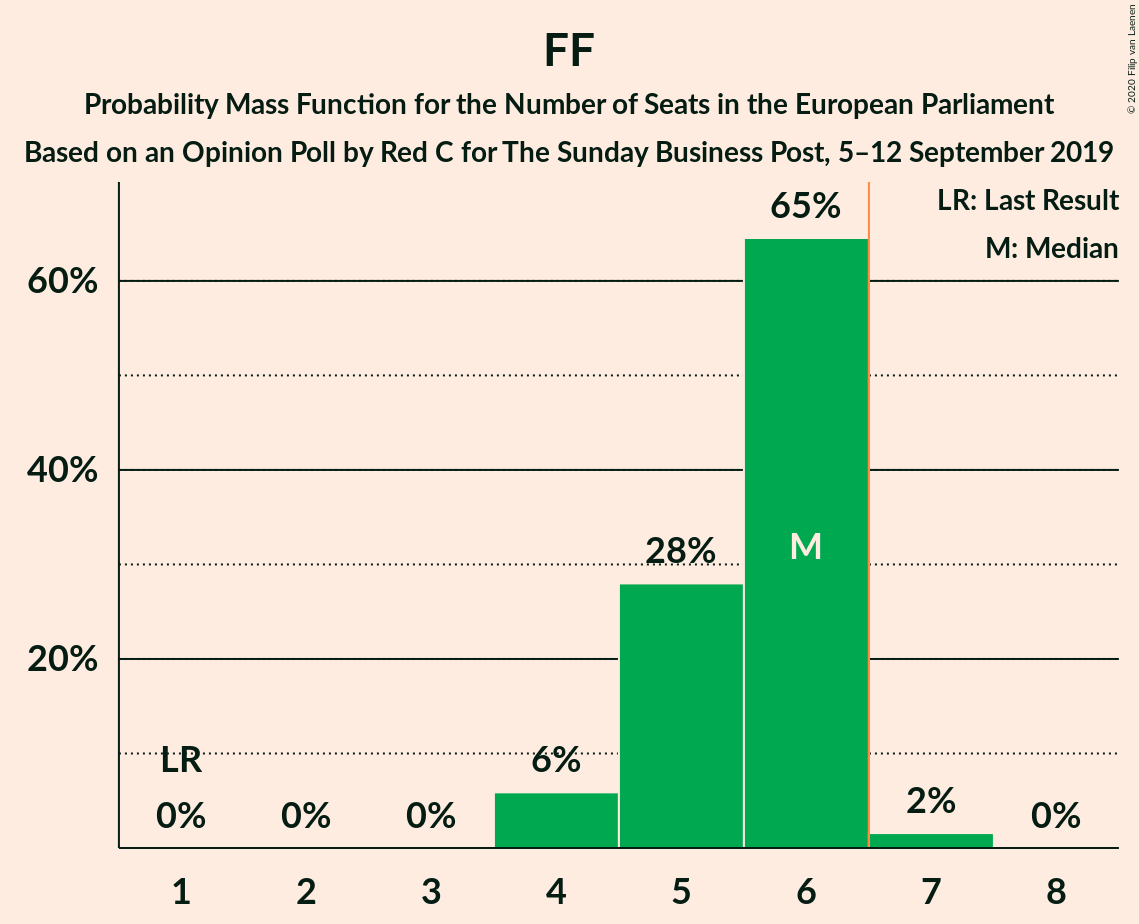 FF
Probability Mass Function for the Number of Seats in the European Parliament
Based on an Opinion Poll by Red C for The Sunday Business Post, 5–12 September 2019
© 2020 Filip van Laenen
LR: Last Result
M: Median
60%
40%
20%
LR
0%
0%
0%
6%
28%
65%
M
2%
0%
1 2 3 4 5 6 7 8